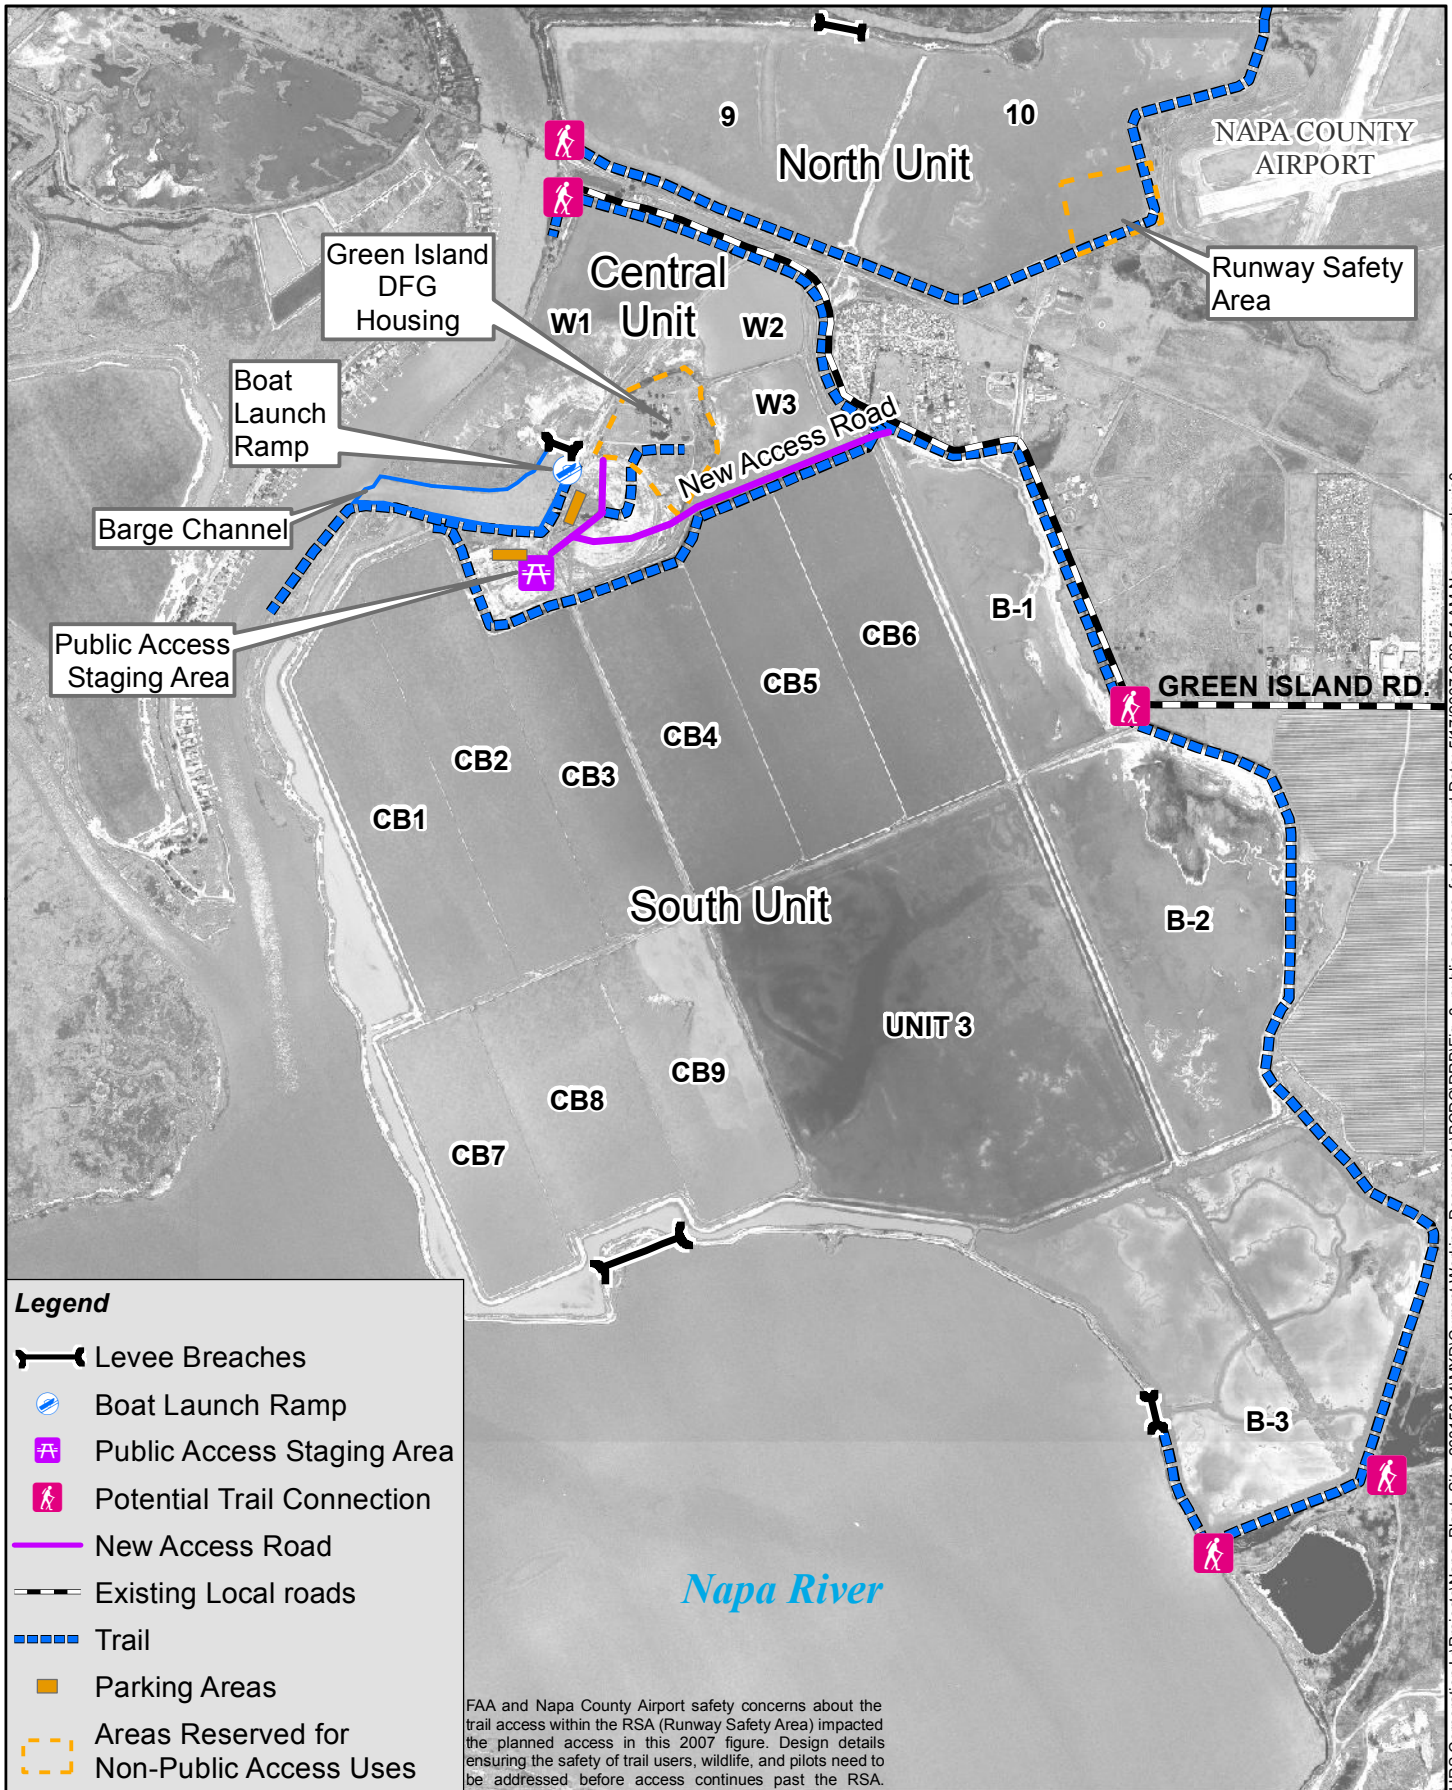 9
10
North Unit
NAPA COUNTY
AIRPORT
Runway Safety
Area
Green Island
DFG
Housing
Central
Unit
W1
W2
W3
Boat
Launch
Ramp
New Access Road
Barge Channel
Public Access
Staging Area
B-1
CB6
CB5
CB4
CB2
CB3
CB1
GREEN ISLAND RD.
South Unit
B-2
UNIT 3
CB9
CB8
CB7
B-3
Napa River
Legend
Levee Breaches
Boat Launch Ramp
Public Access Staging Area
Potential Trail Connection
New Access Road
Existing Local roads
Trail
Parking Areas
Areas Reserved for
Non-Public Access Uses
FAA and Napa County Airport safety concerns about the
trail access within the RSA (Runway Safety Area) impacted
the planned access in this 2007 figure. Design details
ensuring the safety of trail users, wildlife, and pilots need to
be addressed before access continues past the RSA.